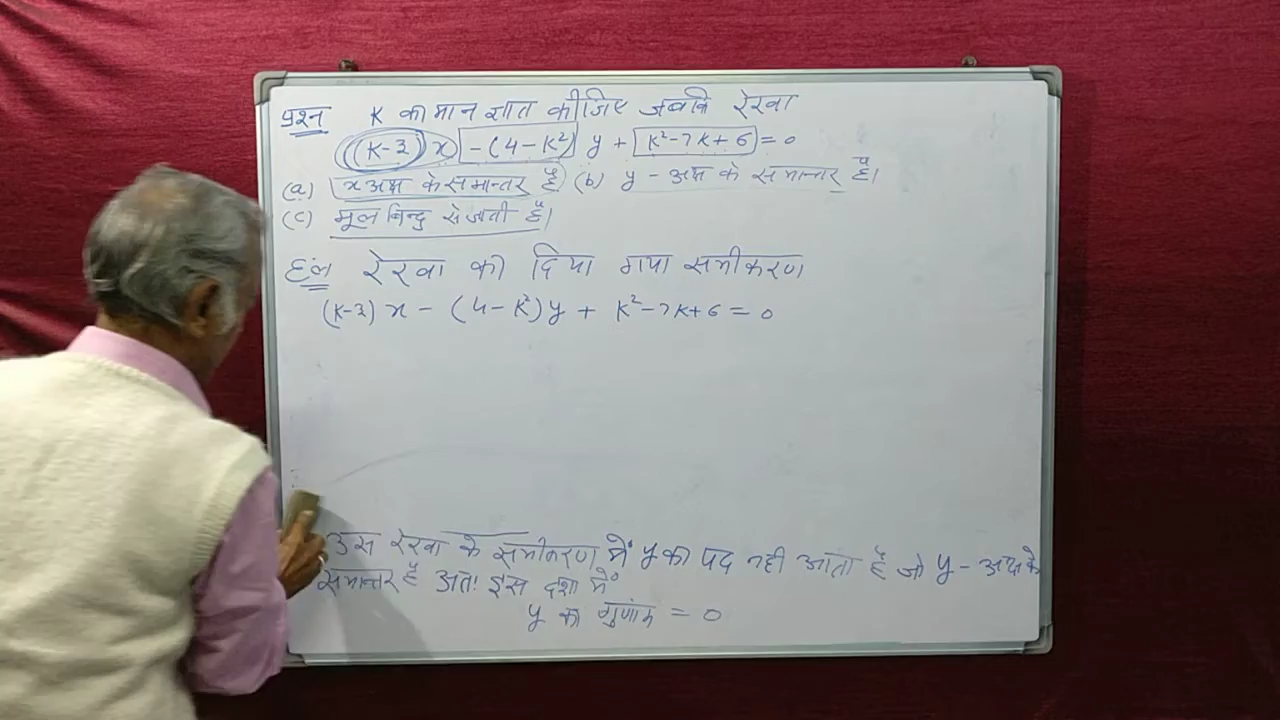 प्रश्न K का मान ज्ञात कीजिए जबकि रेखा
(K-3)x -(4-K²)y + K²-7K+6=0
(a) x अक्ष के समान्तर है (b) y-अक्ष के समान्तर है।
(c) मूल बिन्दु से जाती है।
हल रेखा का दिया गया समीकरण
(K-3)x - (4-K²)y + K²-7K+6=0
उस रेखा के समीकरण में y का पद नही आता है जो y-अक्ष के
समान्तर है अतः इस दशा में
y का गुणांक = 0